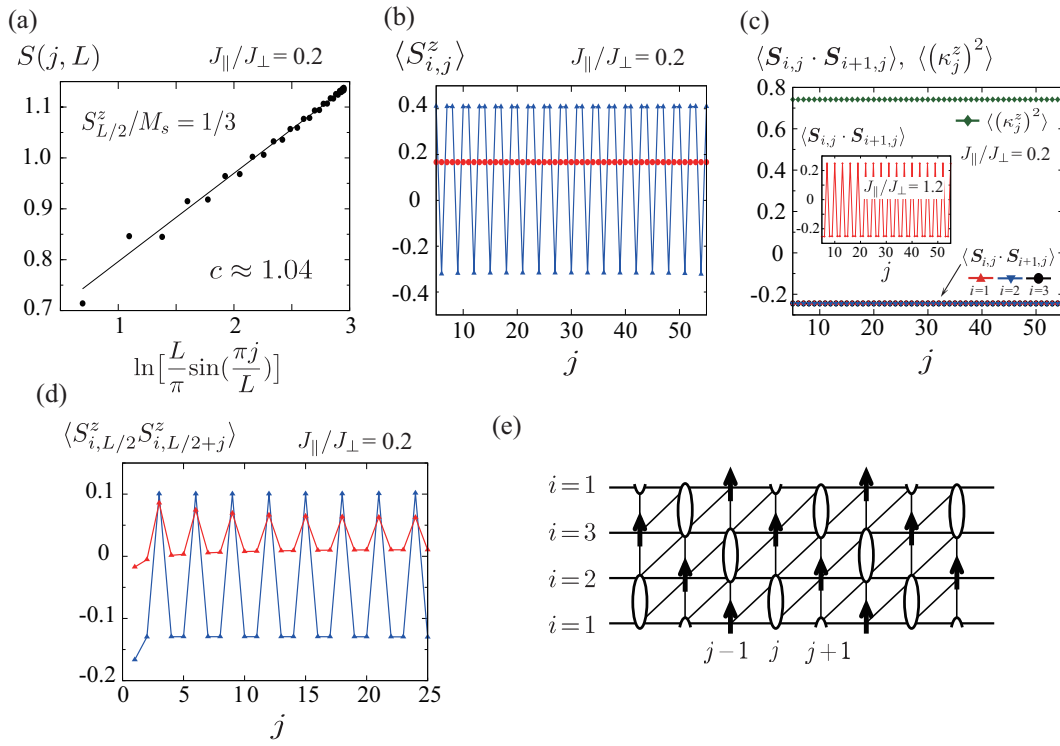 (a)
S(j, L)
J∥/J⊥= 0.2
1.1
1.0
0.9
0.8
0.7
S^z_{L/2}/M_s = 1/3
c ≈ 1.04
1
2
3
ln[L/π sin(πj/L)]
(b)
⟨S^z_{i,j}⟩
J∥/J⊥= 0.2
0.4
0.2
0
-0.2
-0.4
10
20
30
40
50
j
(c)
⟨S_{i,j} · S_{i+1,j}⟩, ⟨(κ^z_j)^2⟩
0.8
0.6
0.4
0.2
0
-0.2
⟨(κ^z_j)^2⟩
J∥/J⊥= 0.2
⟨S_{i,j} · S_{i+1,j}⟩
0.2
0
-0.2
J∥/J⊥= 1.2
10
20
30
40
50
j
⟨S_{i,j} · S_{i+1,j}⟩
i=1
i=2
i=3
10
20
30
40
50
j
(d)
⟨S^z_{i,L/2}S^z_{i,L/2+j}⟩
J∥/J⊥= 0.2
0.1
0
-0.1
-0.2
0
5
10
15
20
25
j
(e)
i=1
i=3
i=2
i=1
j−1
j
j+1